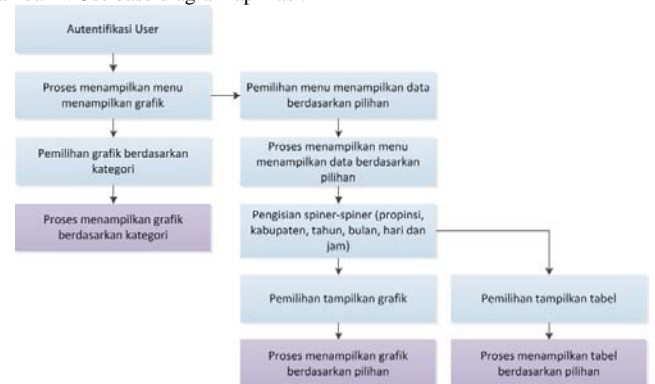 Autentifikasi User
Proses menampilkan menu
menampilkan grafik
Pemilihan menu menampilkan data
berdasarkan pilihan
Pemilihan grafik berdasarkan
kategori
Proses menampilkan menu
menampilkan data berdasarkan
pilihan
Proses menampilkan grafik
berdasarkan kategori
Pengisian spiner-spiner (propinsi,
kabupaten, tahun, bulan, hari dan
jam)
Pemilihan tampilkan grafik
Pemilihan tampilkan tabel
Proses menampilkan grafik
berdasarkan pilihan
Proses menampilkan tabel
berdasarkan pilihan